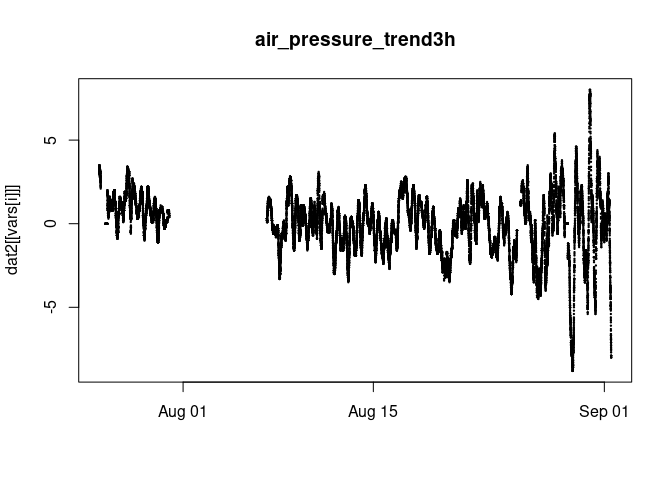 air_pressure_trend3h
dat2[[vars[i]]]
5
0
-5
Aug 01
Aug 15
Sep 01